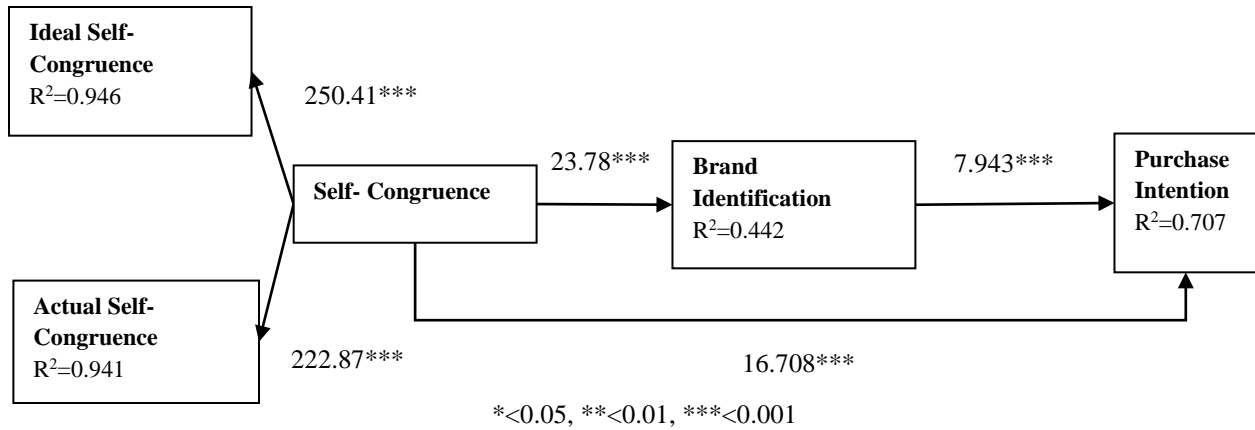 Ideal Self-
Congruence
R²=0.946
250.41***
Self- Congruence
23.78***
Brand
Identification
R²=0.442
7.943***
Purchase
Intention
R²=0.707
Actual Self-
Congruence
R²=0.941
222.87***
16.708***
*<0.05, **<0.01, ***<0.001